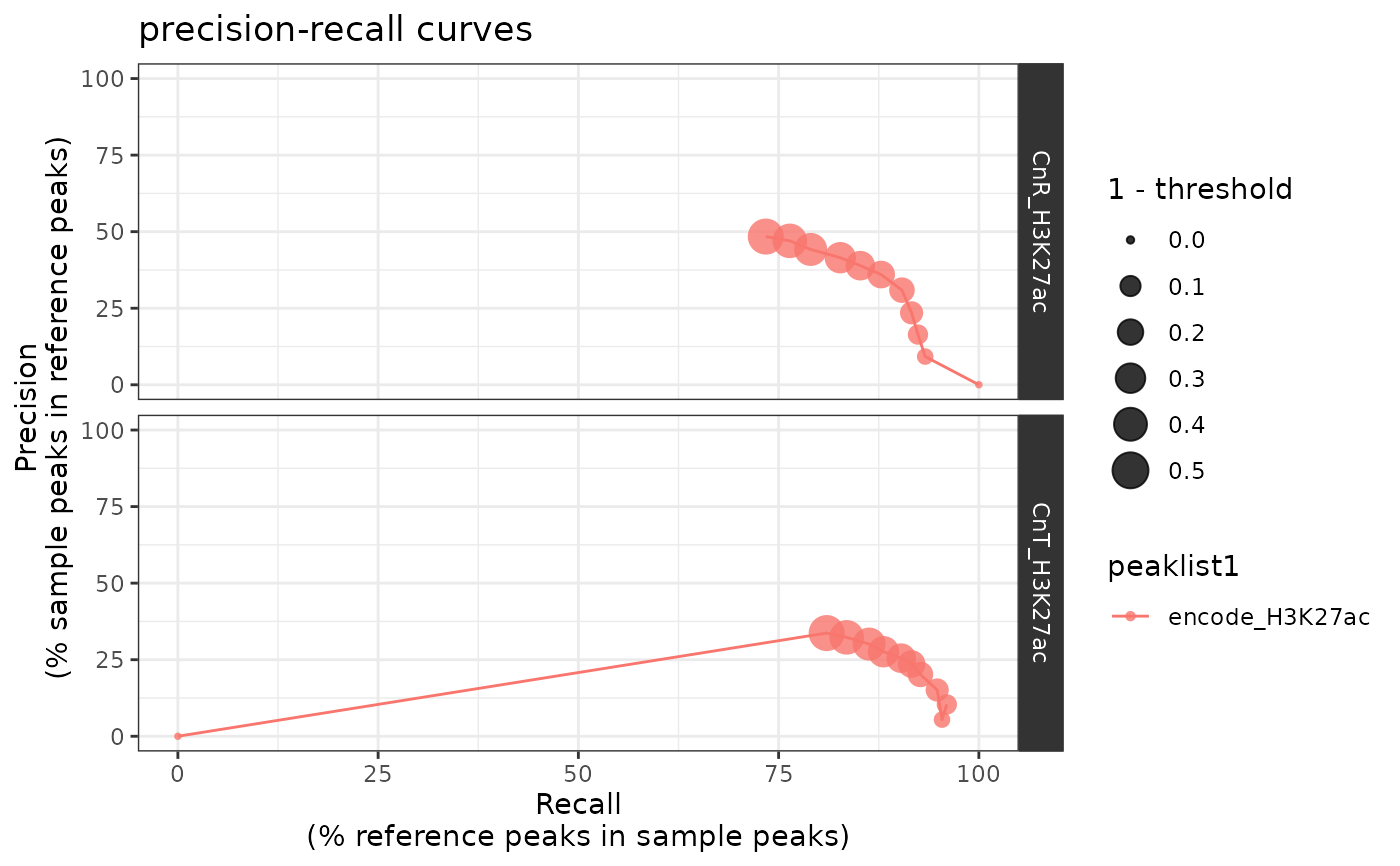 precision-recall curves
Precision
(% sample peaks in reference peaks)
100
75
50
25
0
CnR_H3K27ac
100
75
50
25
0
CnT_H3K27ac
0
25
50
75
100
Recall
(% reference peaks in sample peaks)
1 - threshold
0.0
0.1
0.2
0.3
0.4
0.5
peaklist1
encode_H3K27ac